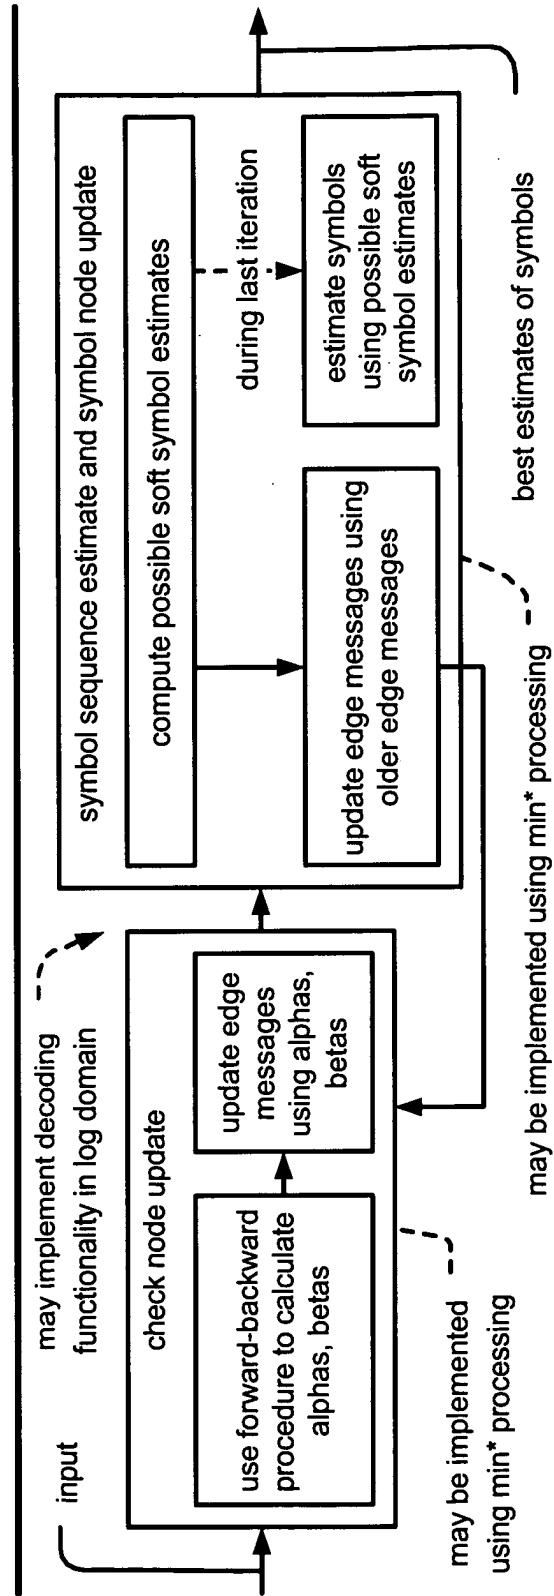 input
may implement decoding
functionality in log domain
check node update
use forward-backward
procedure to calculate
alphas, betas
update edge
messages
using alphas,
betas
may be implemented
using min* processing
symbol sequence estimate and symbol node update
compute possible soft symbol estimates
during last iteration
update edge messages using
older edge messages
estimate symbols
using possible soft
symbol estimates
may be implemented using min* processing
best estimates of symbols